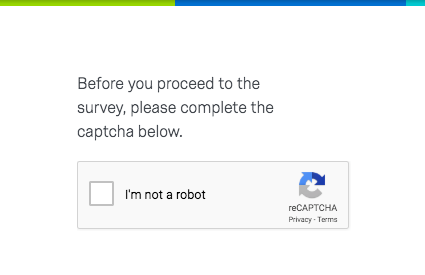 Before you proceed to the
survey, please complete the
captcha below.
I'm not a robot
reCAPTCHA
Privacy - Terms